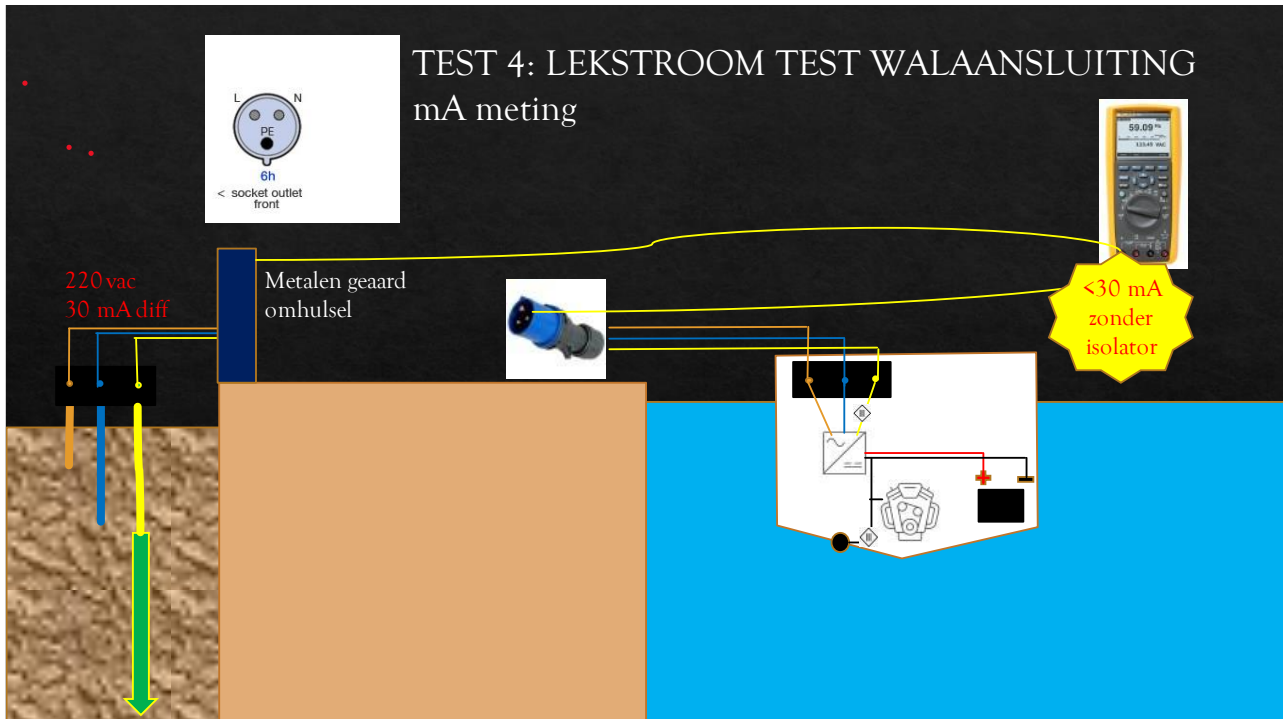 TEST 4: LEKSTROOM TEST WALAANSLUITING
mA meting
L N
PE
6h
< socket outlet
front
59.09
220 vac
30 mA diff
Metalen geaard
omhulsel
<30 mA
zonder
isolator